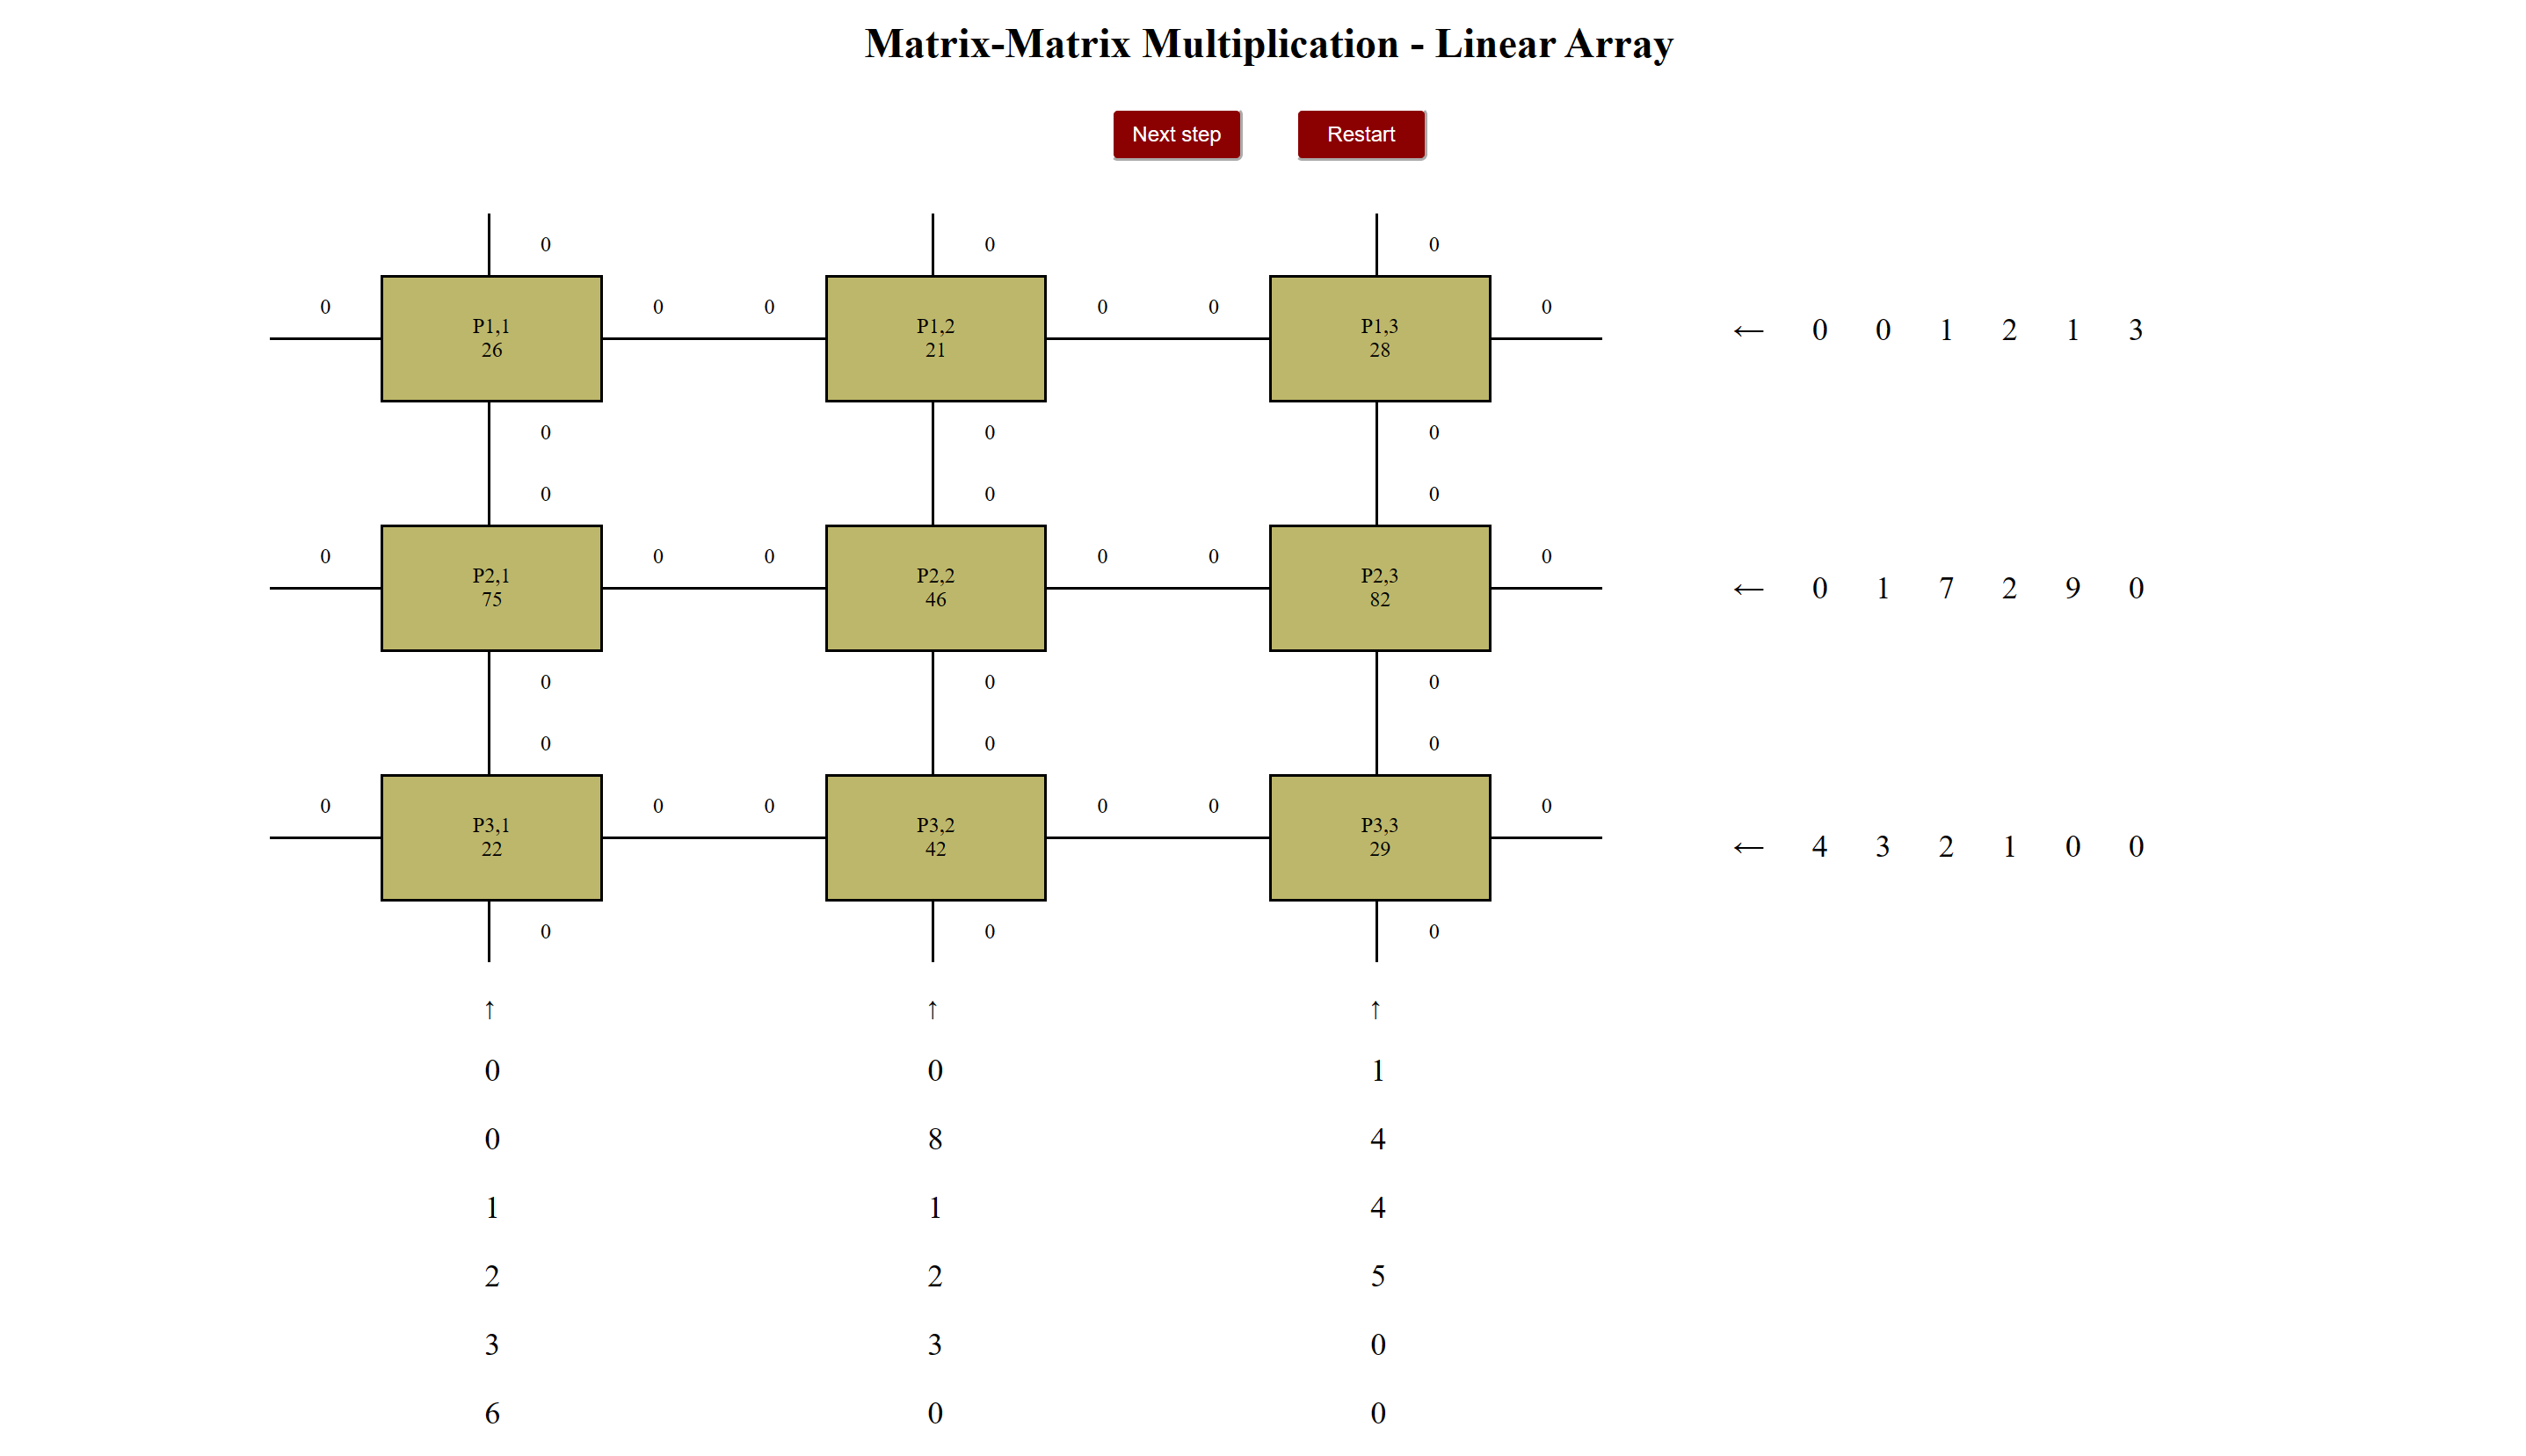 Matrix-Matrix Multiplication - Linear Array
Next step Restart
0 0 0
0 0 0 0 0 0
P1,1 P1,2 P1,3
26 21 28
← 0 0 1 2 1 3
0 0 0
0 0 0
0 0 0 0 0 0
P2,1 P2,2 P2,3
75 46 82
← 0 1 7 2 9 0
0 0 0
0 0 0
0 0 0 0 0 0
P3,1 P3,2 P3,3
22 42 29
← 4 3 2 1 0 0
0 0 0
↑ ↑ ↑
0 0 1
0 8 4
1 1 4
2 2 5
3 3 0
6 0 0